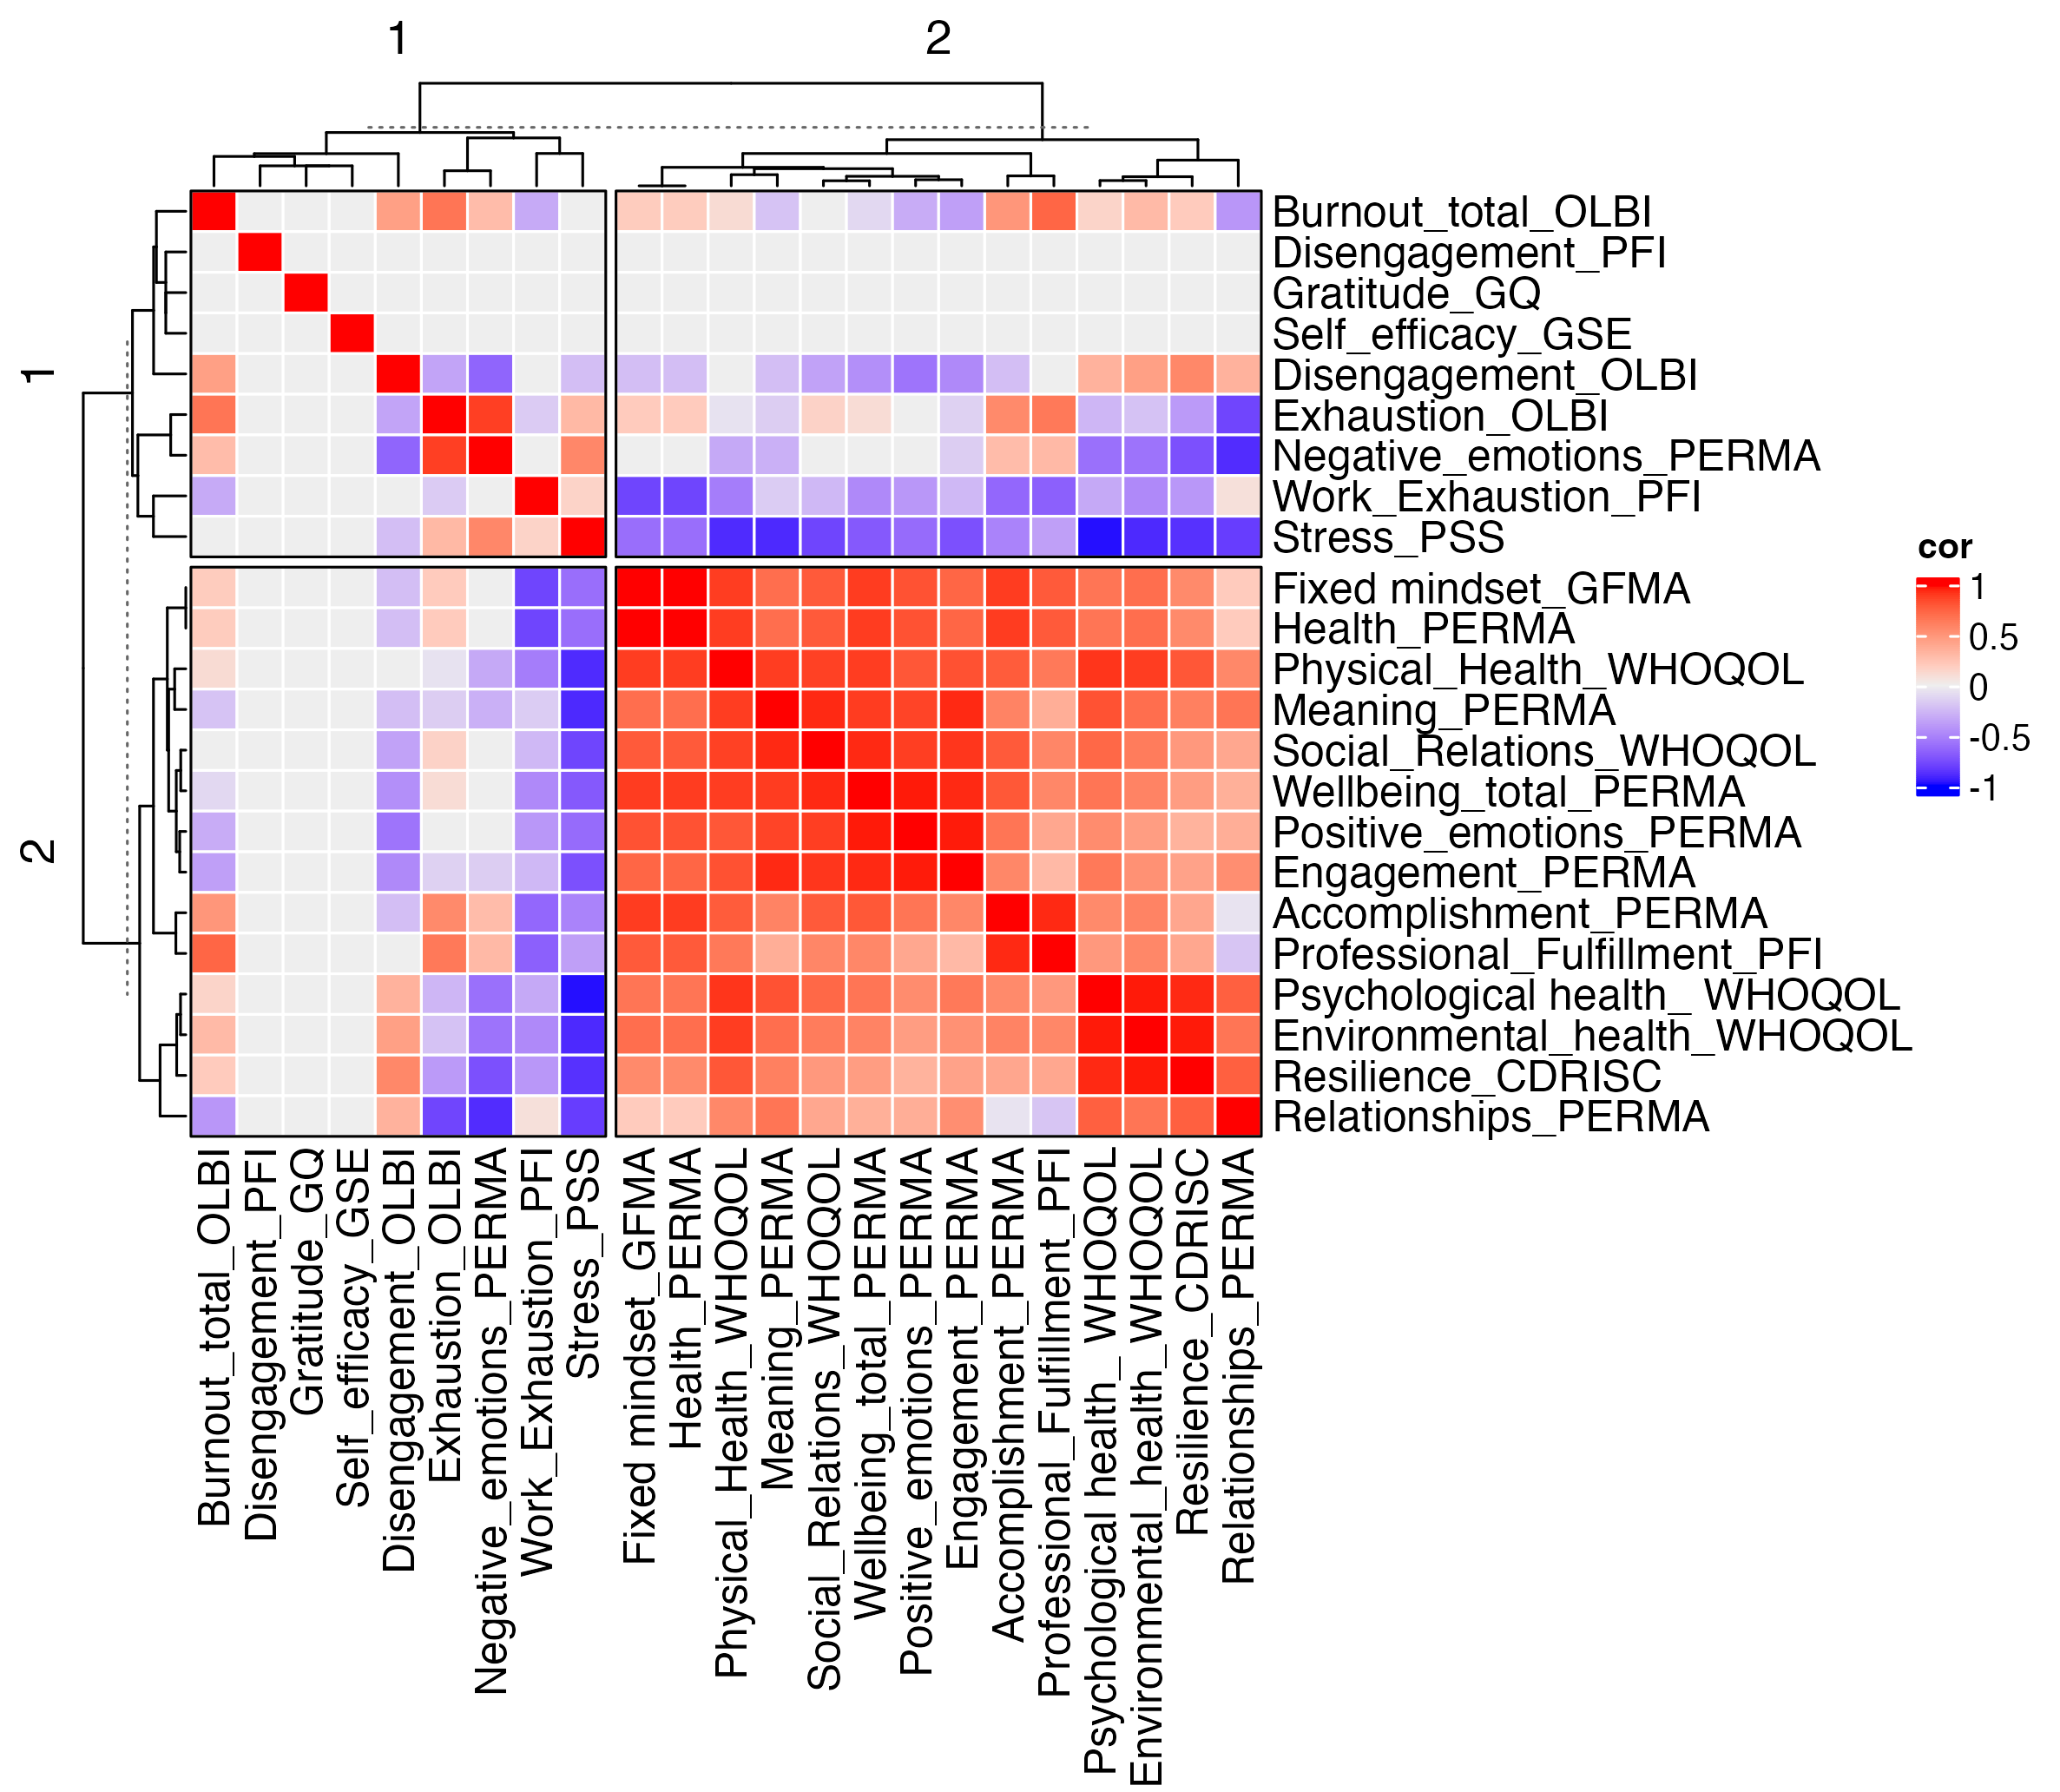 1
2
1
2
Burnout_total_OLBI
Disengagement_PFI
Gratitude_GQ
Self_efficacy_GSE
Disengagement_OLBI
Exhaustion_OLBI
Negative_emotions_PERMA
Work_Exhaustion_PFI
Stress_PSS
Fixed mindset_GFMA
Health_PERMA
Physical_Health_WHOQOL
Meaning_PERMA
Social_Relations_WHOQOL
Wellbeing_total_PERMA
Positive_emotions_PERMA
Engagement_PERMA
Accomplishment_PERMA
Professional_Fulfillment_PFI
Psychological health_ WHOQOL
Environmental_health_WHOQOL
Resilience_CDRISC
Relationships_PERMA
cor
1
0.5
0
-0.5
-1
Burnout_total_OLBI
Disengagement_PFI
Gratitude_GQ
Self_efficacy_GSE
Disengagement_OLBI
Exhaustion_OLBI
Negative_emotions_PERMA
Work_Exhaustion_PFI
Stress_PSS
Fixed mindset_GFMA
Health_PERMA
Physical_Health_WHOQOL
Meaning_PERMA
Social_Relations_WHOQOL
Wellbeing_total_PERMA
Positive_emotions_PERMA
Engagement_PERMA
Accomplishment_PERMA
Professional_Fulfillment_PFI
Psychological health_ WHOQOL
Environmental_health_WHOQOL
Resilience_CDRISC
Relationships_PERMA